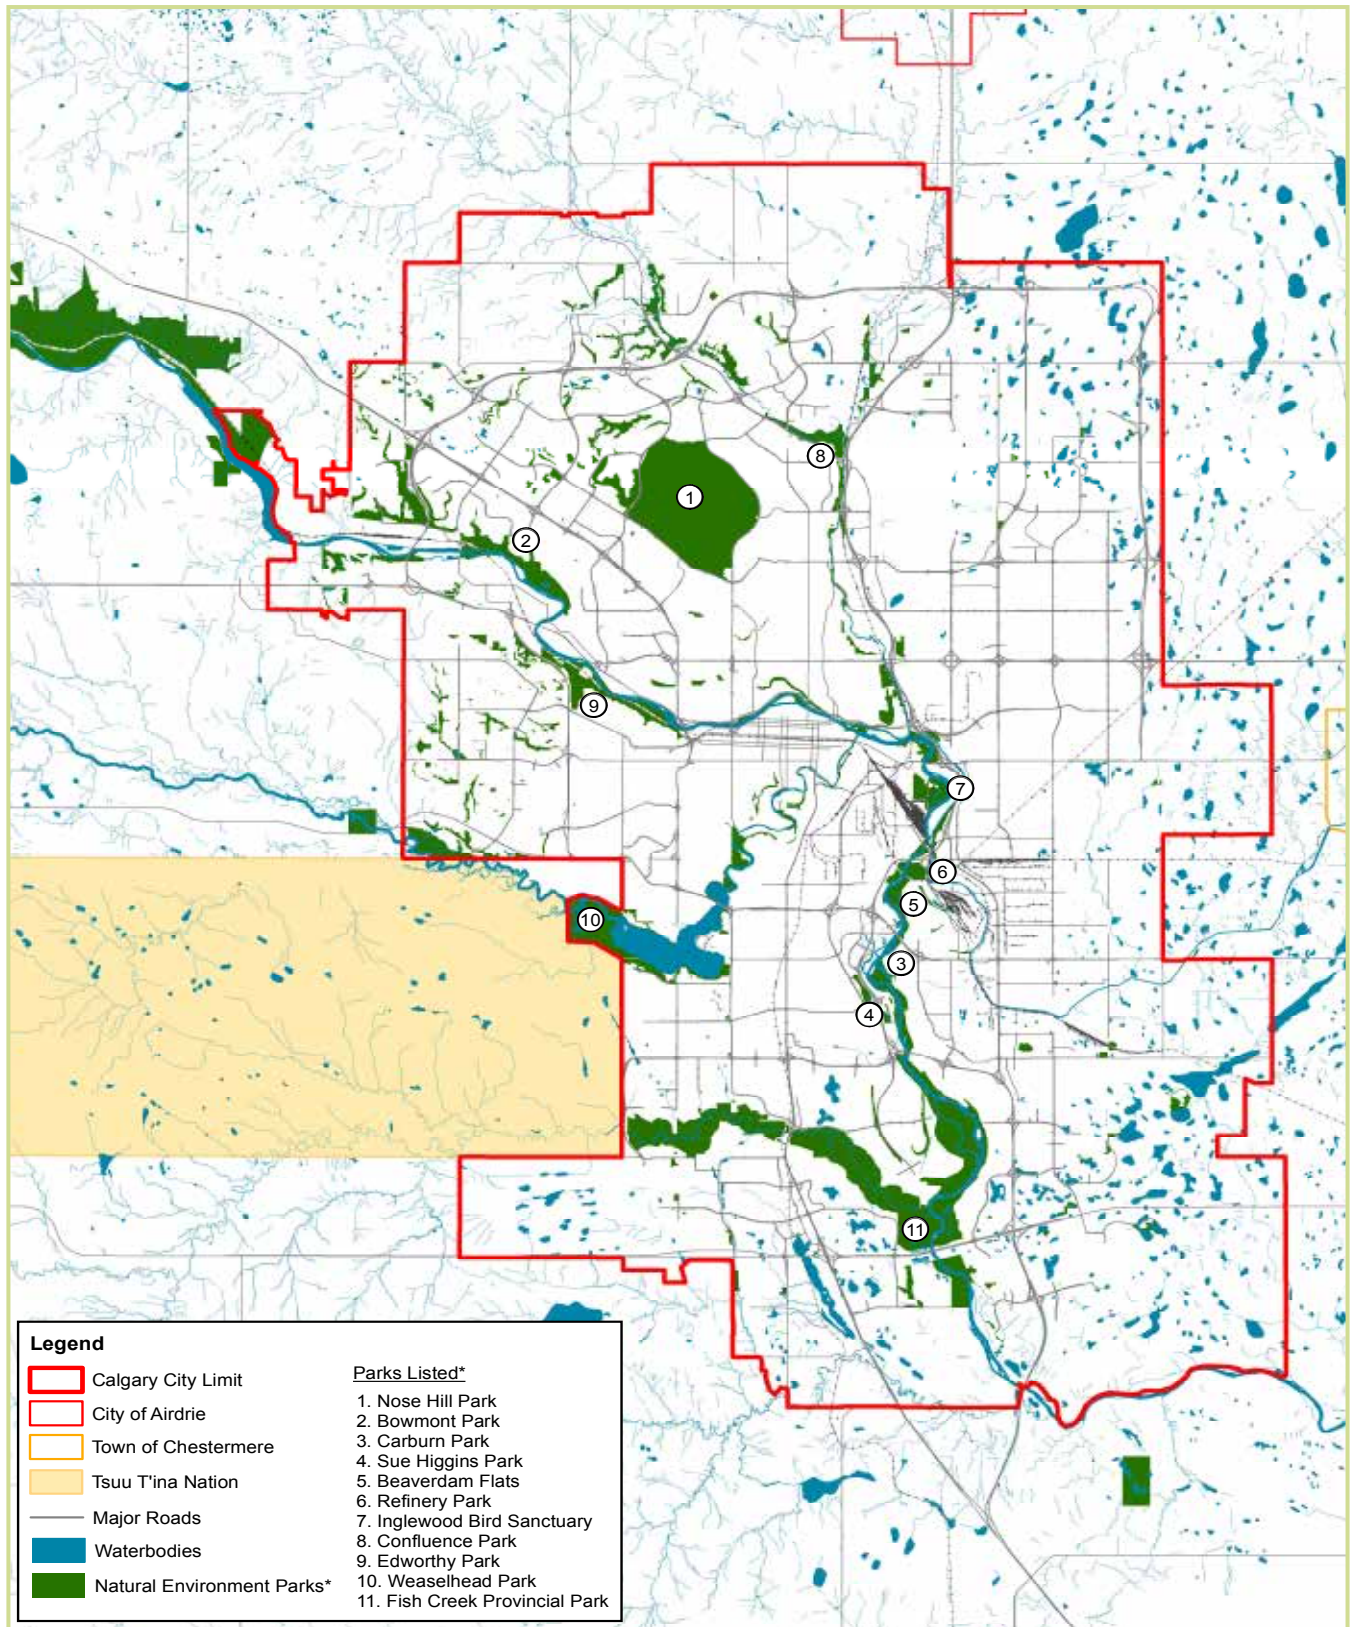 1
8
2
9
7
6
5
10
3
4
11
Legend
Calgary City Limit
City of Airdrie
Town of Chestermere
Tsuu T'ina Nation
Major Roads
Waterbodies
Natural Environment Parks*
Parks Listed*
1. Nose Hill Park
2. Bowmont Park
3. Carburn Park
4. Sue Higgins Park
5. Beaverdam Flats
6. Refinery Park
7. Inglewood Bird Sanctuary
8. Confluence Park
9. Edworthy Park
10. Weaselhead Park
11. Fish Creek Provincial Park